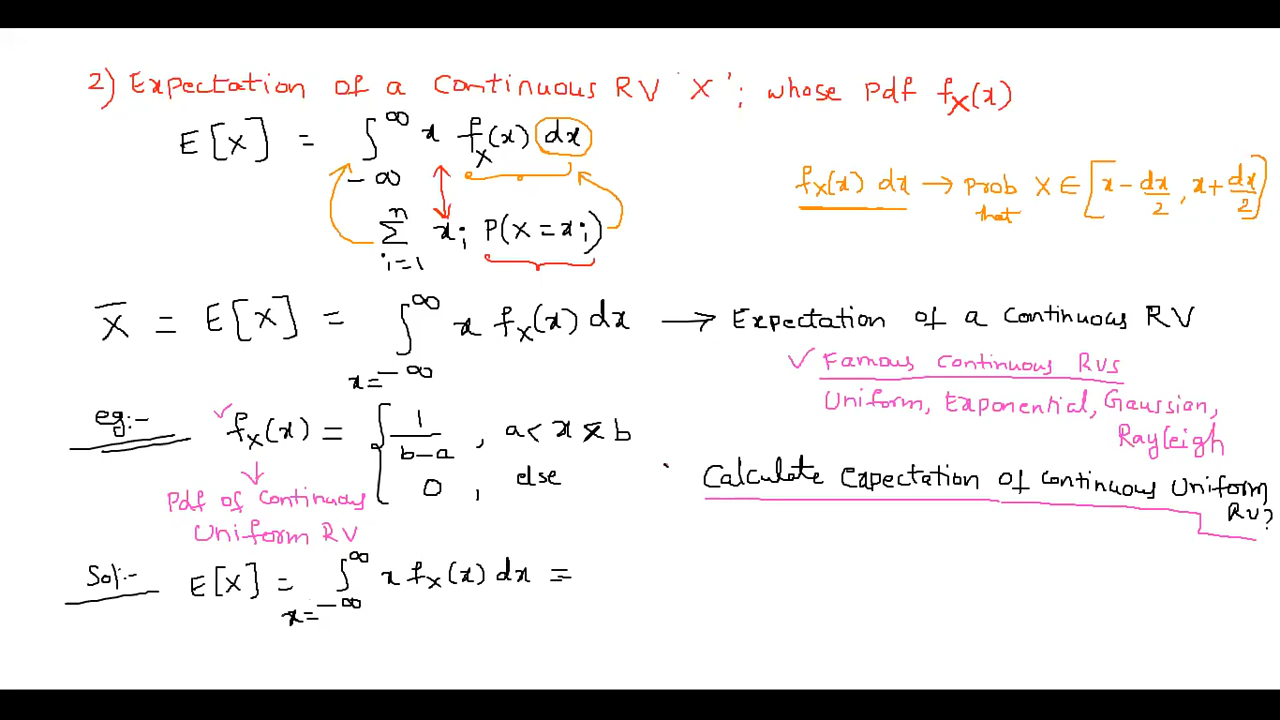 2) Expectation of a Continuous RV 'X'; whose Pdf fX(x)
E[X] = ∫_{-∞}^{∞} x fX(x) dx
fX(x) dx → Prob that X ∈ [x - dx/2, x + dx/2]
∑_{i=1}^{n} xi P(X = xi)
X̄ = E[X] = ∫_{x=-∞}^{∞} x fX(x) dx → Expectation of a Continuous RV
✓ Famous Continuous RVs
Uniform, Exponential, Gaussian,
Rayleigh
eg:- ✓ fX(x) = { 1/(b-a) , a < x < b
0 , else
Pdf of Continuous
Uniform RV
Calculate Expectation of Continuous Uniform
RV?
Sol:- E[X] = ∫_{x=-∞}^{∞} x fX(x) dx =